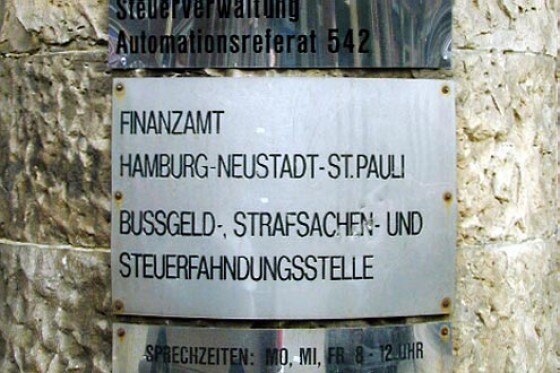 Steuerverwaltung
Automationsreferat 542
FINANZAMT
HAMBURG-NEUSTADT-ST.PAULI
BUSSGELD-, STRAFSACHEN- UND
STEUERFAHNDUNGSSTELLE
SPRECHZEITEN: MO, MI, FR 8-12 UHR